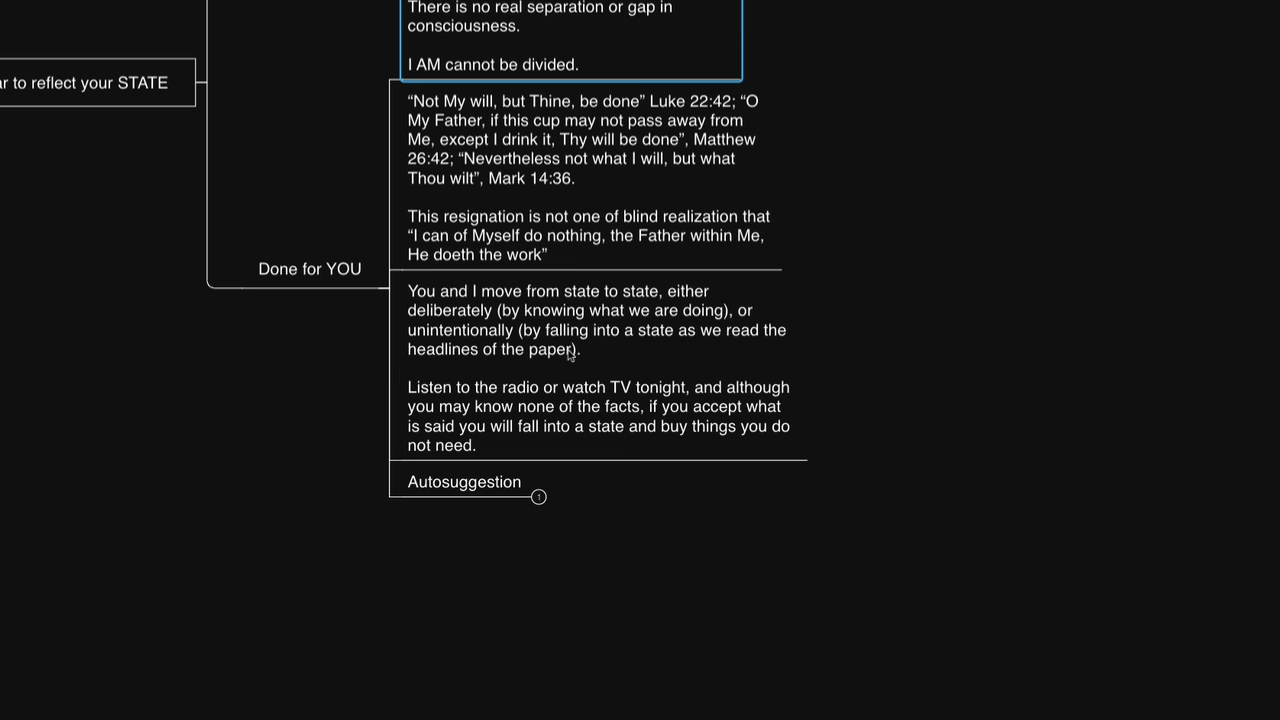 There is no real separation or gap in
consciousness.
I AM cannot be divided.
ar to reflect your STATE
“Not My will, but Thine, be done” Luke 22:42; “O
My Father, if this cup may not pass away from
Me, except I drink it, Thy will be done”, Matthew
26:42; “Nevertheless not what I will, but what
Thou wilt”, Mark 14:36.
This resignation is not one of blind realization that
“I can of Myself do nothing, the Father within Me,
He doeth the work”
Done for YOU
You and I move from state to state, either
deliberately (by knowing what we are doing), or
unintentionally (by falling into a state as we read the
headlines of the paper).
Listen to the radio or watch TV tonight, and although
you may know none of the facts, if you accept what
is said you will fall into a state and buy things you do
not need.
Autosuggestion
1